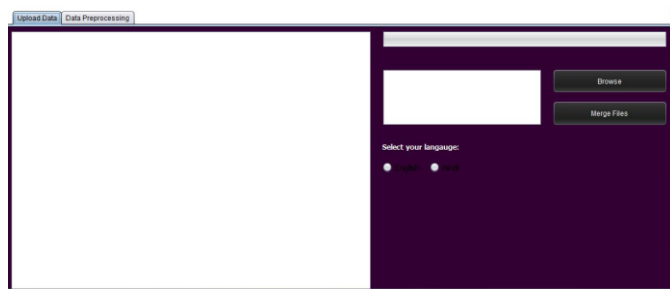 Upload Data
Data Preprocessing
Browse
Merge Files
Select your langauge: